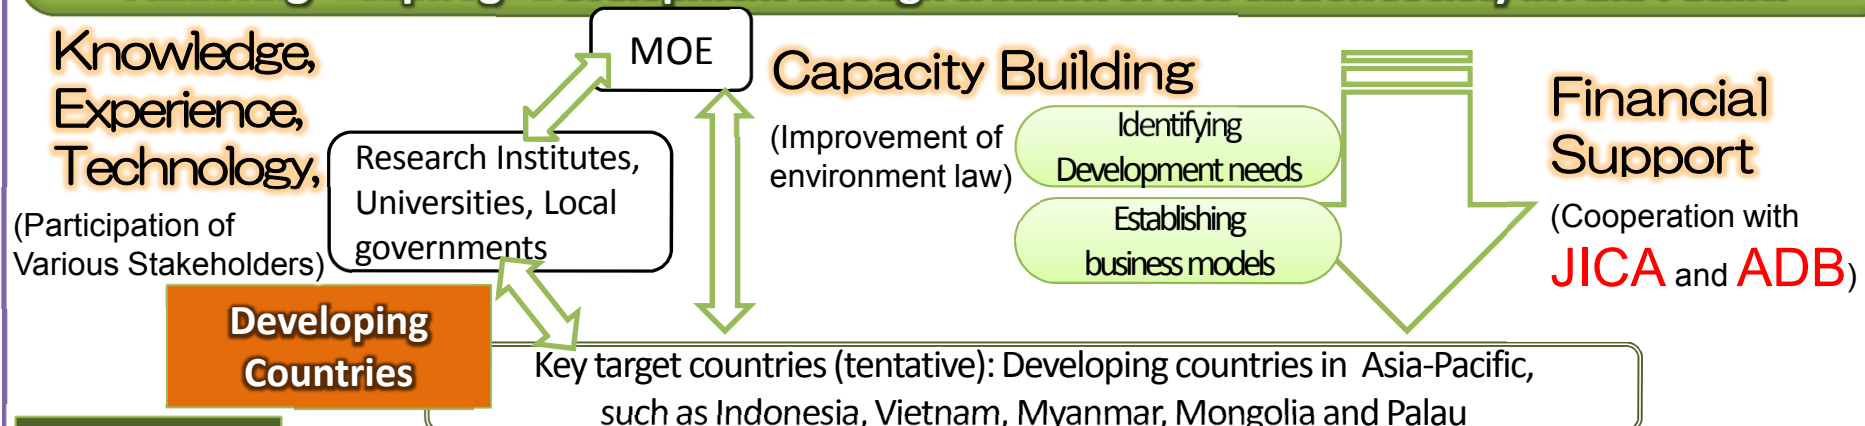 Knowledge,
Experience,
Technology,
(Participation of
Various Stakeholders)
MOE
Research Institutes,
Universities, Local
governments
Capacity Building
(Improvement of
environment law)
Identifying
Development needs
Establishing
business models
Financial
Support
(Cooperation with
JICA and ADB)
Developing
Countries
Key target countries (tentative): Developing countries in Asia-Pacific,
such as Indonesia, Vietnam, Myanmar, Mongolia and Palau